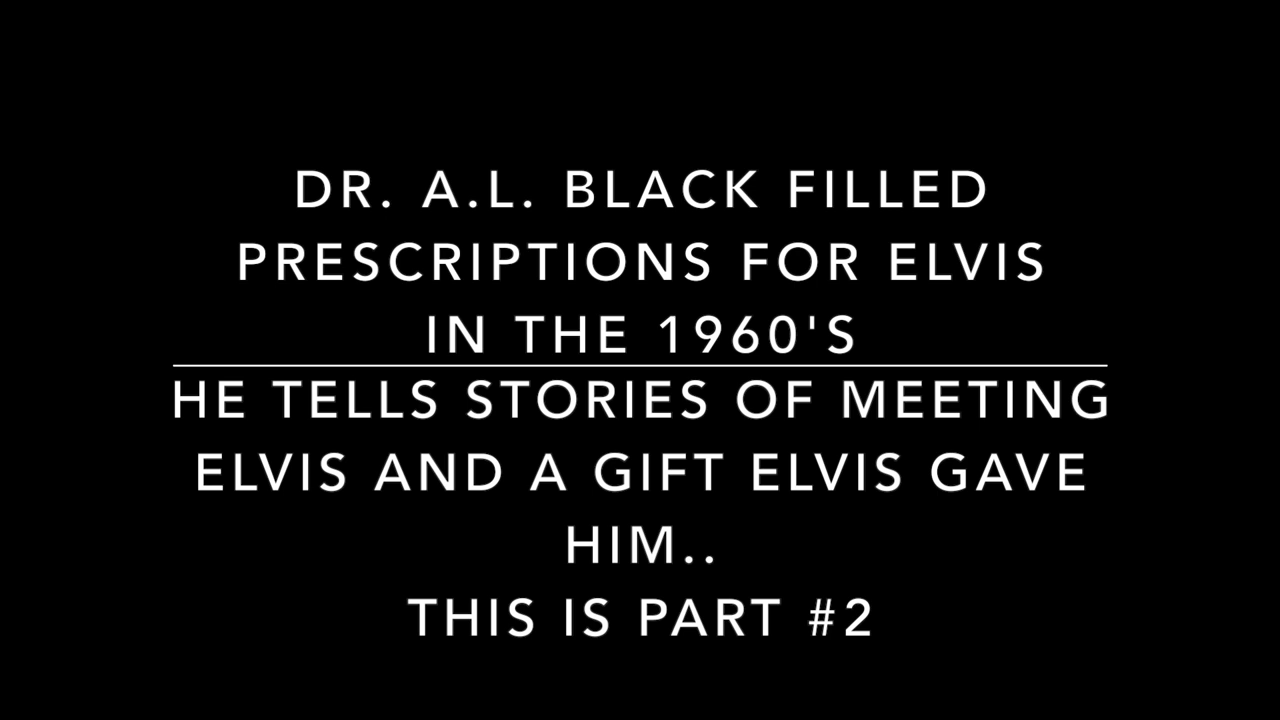 DR. A.L. BLACK FILLED
PRESCRIPTIONS FOR ELVIS
IN THE 1960'S
HE TELLS STORIES OF MEETING
ELVIS AND A GIFT ELVIS GAVE
HIM..
THIS IS PART #2